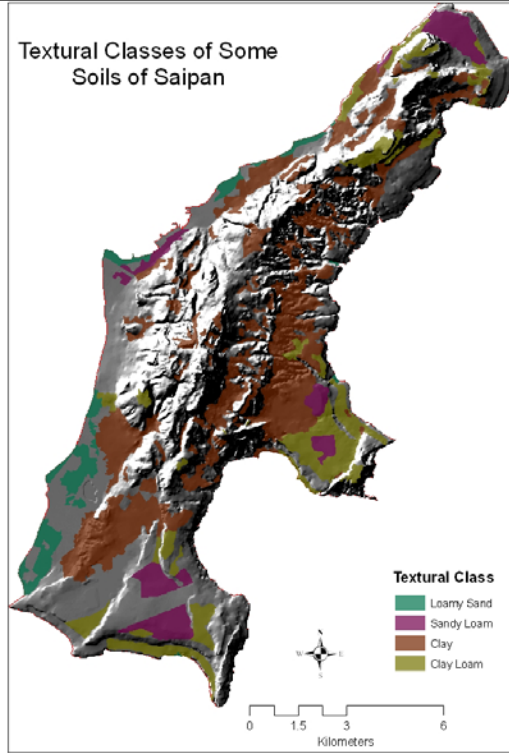 Textural Classes of Some
Soils of Saipan
Textural Class
Loamy Sand
Sandy Loam
Clay
Clay Loam
N
W E
S
0 1.5 3 6
Kilometers